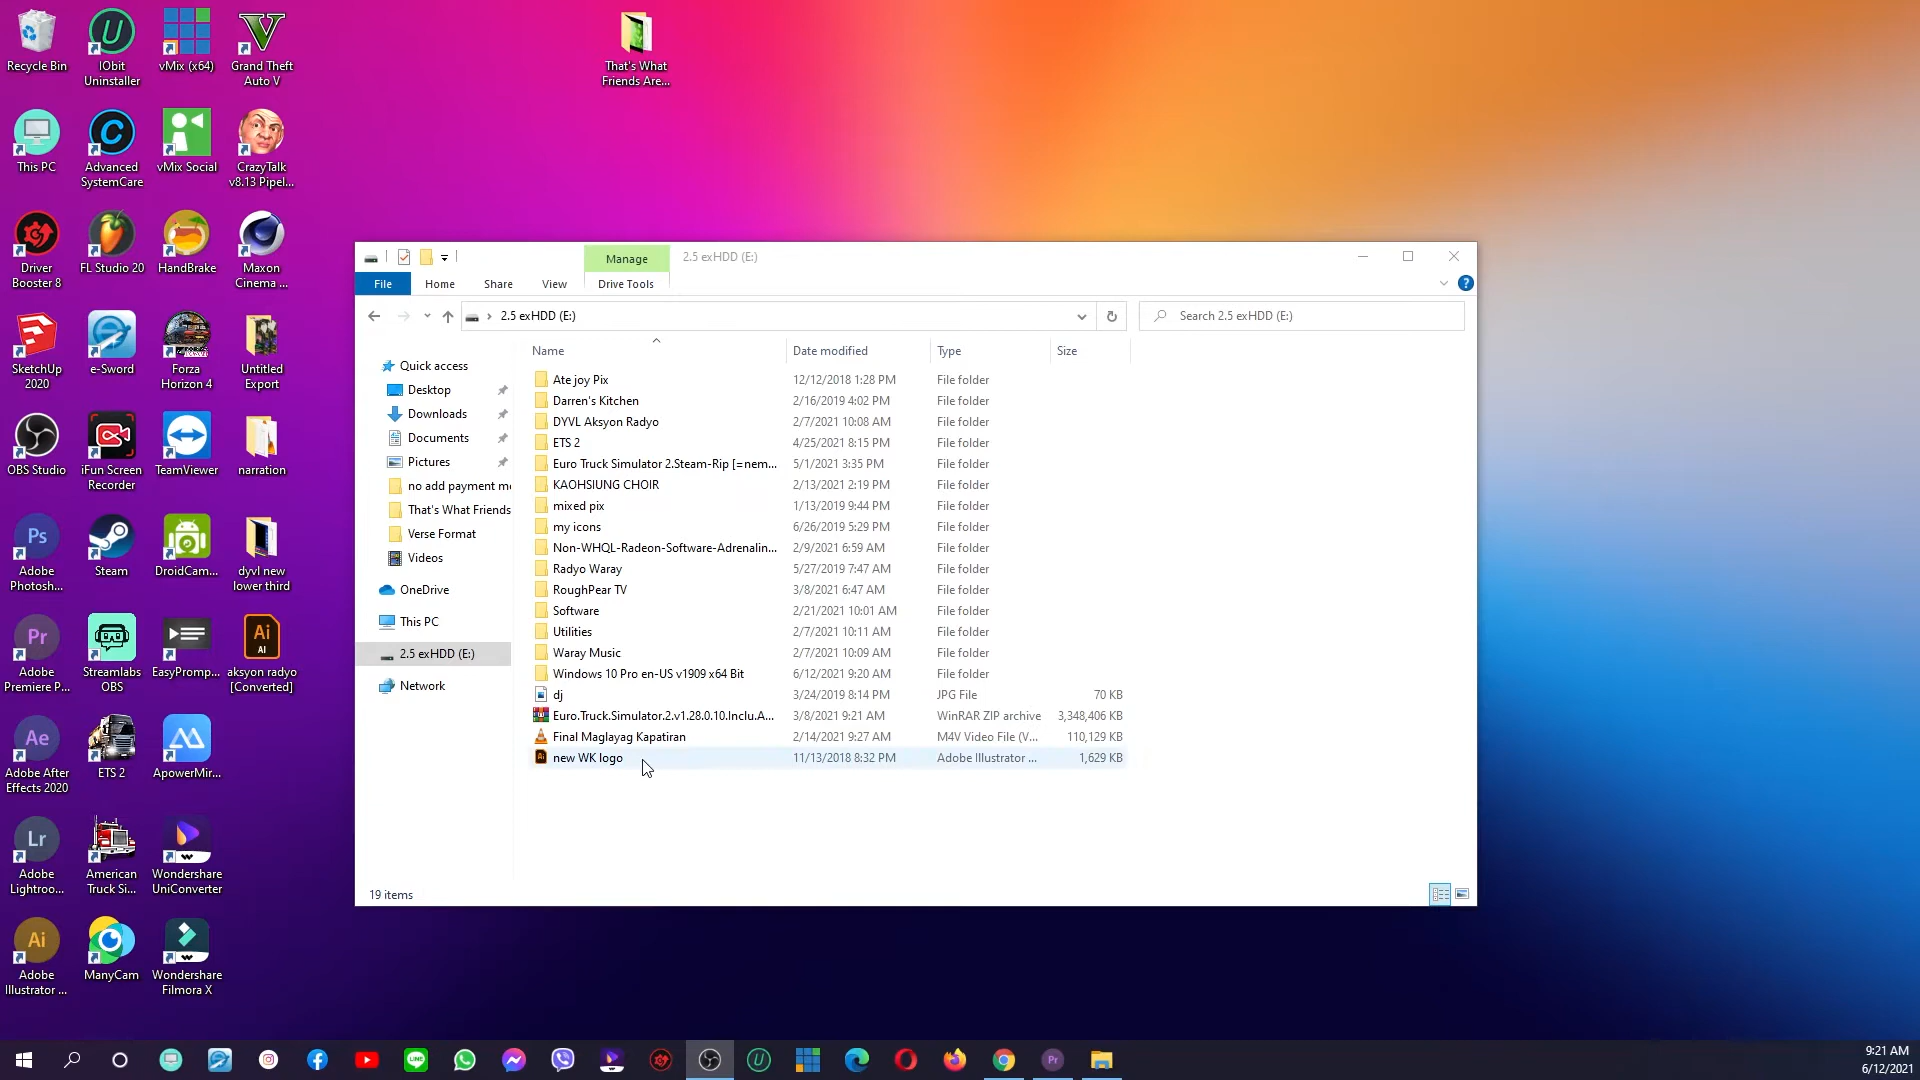 Recycle Bin
IObit
Uninstaller
vMix (x64)
Grand Theft
Auto V
That's What
Friends Are...
This PC
Advanced
SystemCare
vMix Social
CrazyTalk
v8.13 Pipel...
Driver
Booster 8
FL Studio 20
HandBrake
Maxon
Cinema ...
SketchUp
2020
e-Sword
Forza
Horizon 4
Untitled
Export
OBS Studio
iFun Screen
Recorder
TeamViewer
narration
Ps
Adobe
Photosh...
Steam
DroidCam...
dyvl new
lower third
Pr
Adobe
Premiere P...
Streamlabs
OBS
EasyPromp...
Ai
AI
aksyon radyo
[Converted]
Ae
Adobe After
Effects 2020
ETS 2
ApowerMir...
Lr
Adobe
Lightroo...
American
Truck Si...
Wondershare
UniConverter
Ai
Adobe
Illustrator ...
ManyCam
Wondershare
Filmora X
Manage
2.5 exHDD (E:)
File
Home
Share
View
Drive Tools
2.5 exHDD (E:)
Search 2.5 exHDD (E:)
Quick access
Desktop
Downloads
Documents
Pictures
no add payment me
That's What Friends
Verse Format
Videos
OneDrive
This PC
2.5 exHDD (E:)
Network
Name Date modified Type Size
Ate joy Pix 12/12/2018 1:28 PM File folder
Darren's Kitchen 2/16/2019 4:02 PM File folder
DYVL Aksyon Radyo 2/7/2021 10:08 AM File folder
ETS 2 4/25/2021 8:15 PM File folder
Euro Truck Simulator 2.Steam-Rip [=nem... 5/1/2021 3:35 PM File folder
KAOHSIUNG CHOIR 2/13/2021 2:19 PM File folder
mixed pix 1/13/2019 9:44 PM File folder
my icons 6/26/2019 5:29 PM File folder
Non-WHQL-Radeon-Software-Adrenalin... 2/9/2021 6:59 AM File folder
Radyo Waray 5/27/2019 7:47 AM File folder
RoughPear TV 3/8/2021 6:47 AM File folder
Software 2/21/2021 10:01 AM File folder
Utilities 2/7/2021 10:11 AM File folder
Waray Music 2/7/2021 10:09 AM File folder
Windows 10 Pro en-US v1909 x64 Bit 6/12/2021 9:20 AM File folder
dj 3/24/2019 8:14 PM JPG File 70 KB
Euro.Truck.Simulator.2.v1.28.0.10.Inclu.A... 3/8/2021 9:21 AM WinRAR ZIP archive 3,348,406 KB
Final Maglayag Kapatiran 2/14/2021 9:27 AM M4V Video File (V... 110,129 KB
new WK logo 11/13/2018 8:32 PM Adobe Illustrator ... 1,629 KB
19 items
LINE
Pr
9:21 AM
6/12/2021